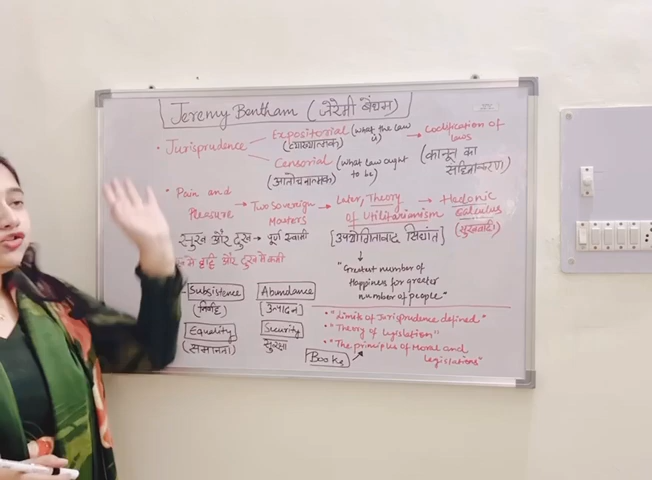 Jeremy Bentham (जेरेमी बेंथम)
• Jurisprudence
Expositorial (What the law is)
(व्याख्यात्मक)
Censorial (What law ought to be)
(आलोचनात्मक)
→ Codification of Laws
(कानून का संहिताकरण)
• Pain and Pleasure → Two Sovereign Masters → Later, Theory of Utilitarianism → Hedonic Calculus
सुख और दुख → पूर्ण स्वामी
[उपयोगितावाद सिद्धांत]
(सुखवादी)
में वृद्धि और दुख में कमी
"Greatest number of
Happiness for greater
number of people"
Subsistence
(निर्वाह)
Abundance
(उत्पादन)
Equality
(समानता)
Security
सुरक्षा
• "Limits of Jurisprudence defined"
• "Theory of legislation"
• "The principles of Moral and
legislations"
Books